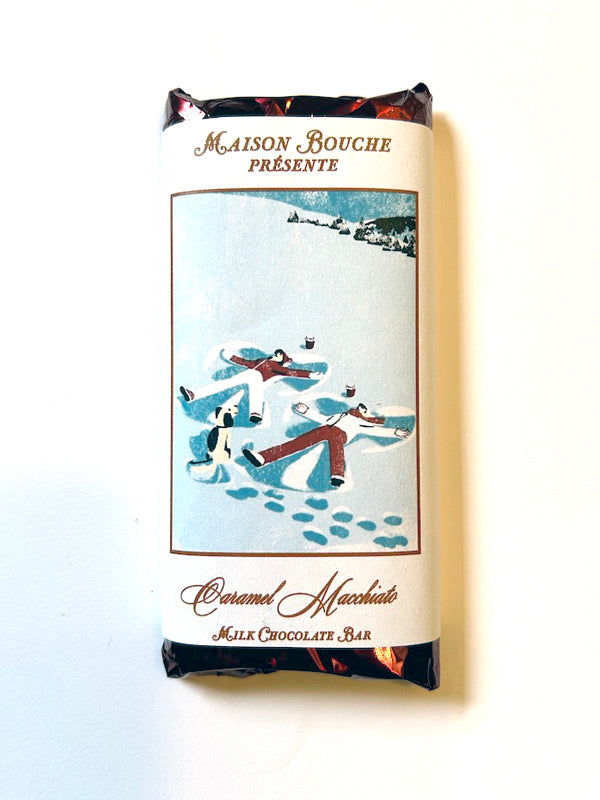 Maison Bouche
Présente
Caramel Macchiato
Milk Chocolate Bar